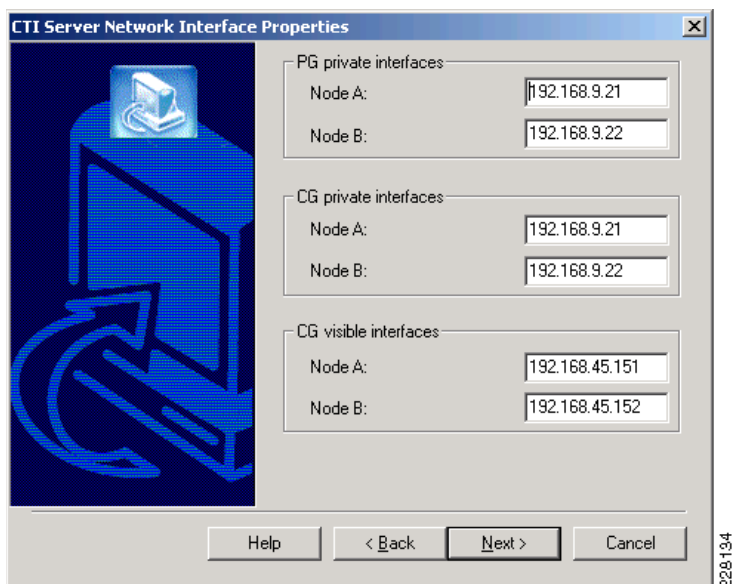 CTI Server Network Interface Properties
PG private interfaces
Node A: 192.168.9.21
Node B: 192.168.9.22
CG private interfaces
Node A: 192.168.9.21
Node B: 192.168.9.22
CG visible interfaces
Node A: 192.168.45.151
Node B: 192.168.45.152
Help < Back Next > Cancel
228134